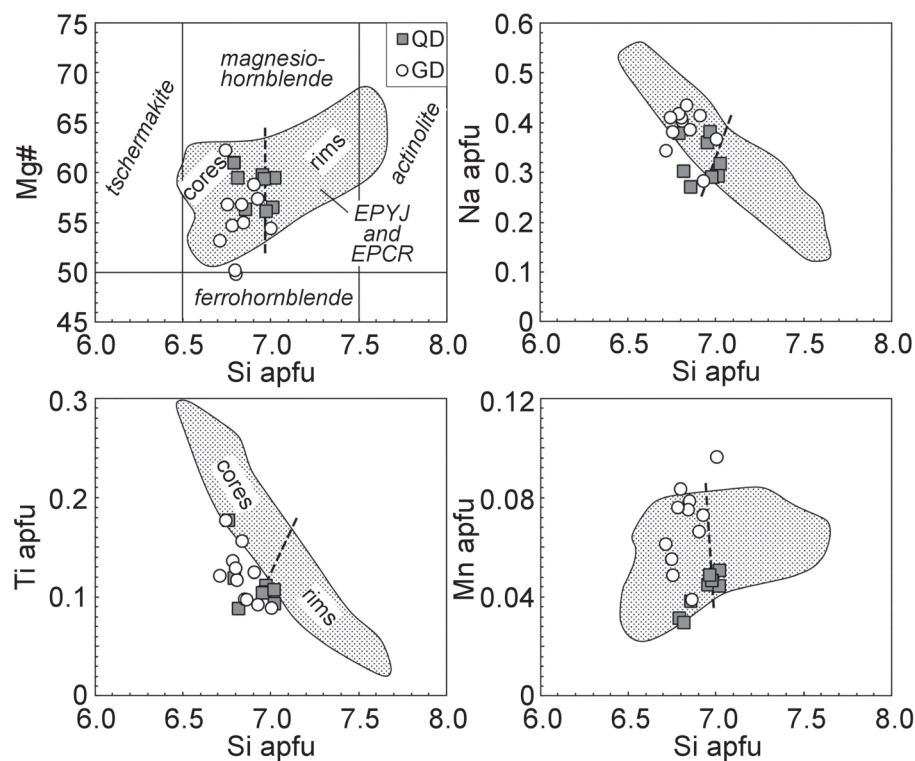 75
70
65
60
55
50
45
Mg#
6.0 6.5 7.0 7.5 8.0
Si apfu
QD
GD
magnesio-
hornblende
tschermakite
cores
rims
actinolite
EPYJ
and
EPCR
ferrohornblende
0.6
0.5
0.4
0.3
0.2
0.1
0
Na apfu
6.0 6.5 7.0 7.5 8.0
Si apfu
0.3
0.2
0.1
0
Ti apfu
cores
rims
6.0 6.5 7.0 7.5 8.0
Si apfu
0.12
0.08
0.04
0
Mn apfu
6.0 6.5 7.0 7.5 8.0
Si apfu